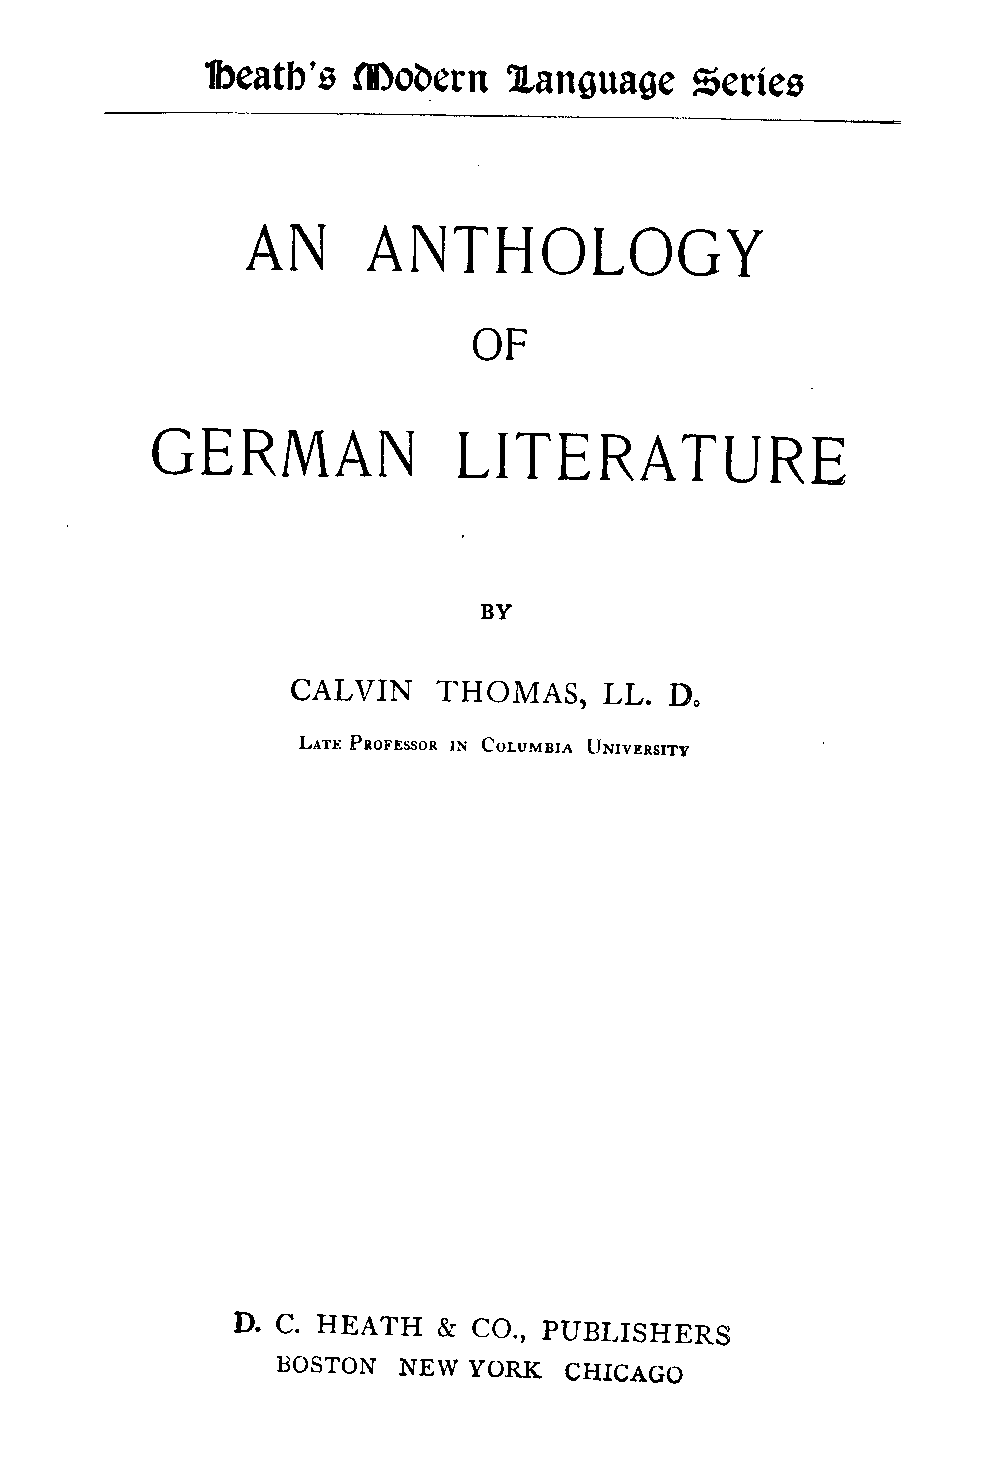 Heath's Modern Language Series
AN ANTHOLOGY
OF
GERMAN LITERATURE
BY
CALVIN THOMAS, LL. D.
LATE PROFESSOR IN COLUMBIA UNIVERSITY
D. C. HEATH & CO., PUBLISHERS
BOSTON NEW YORK CHICAGO